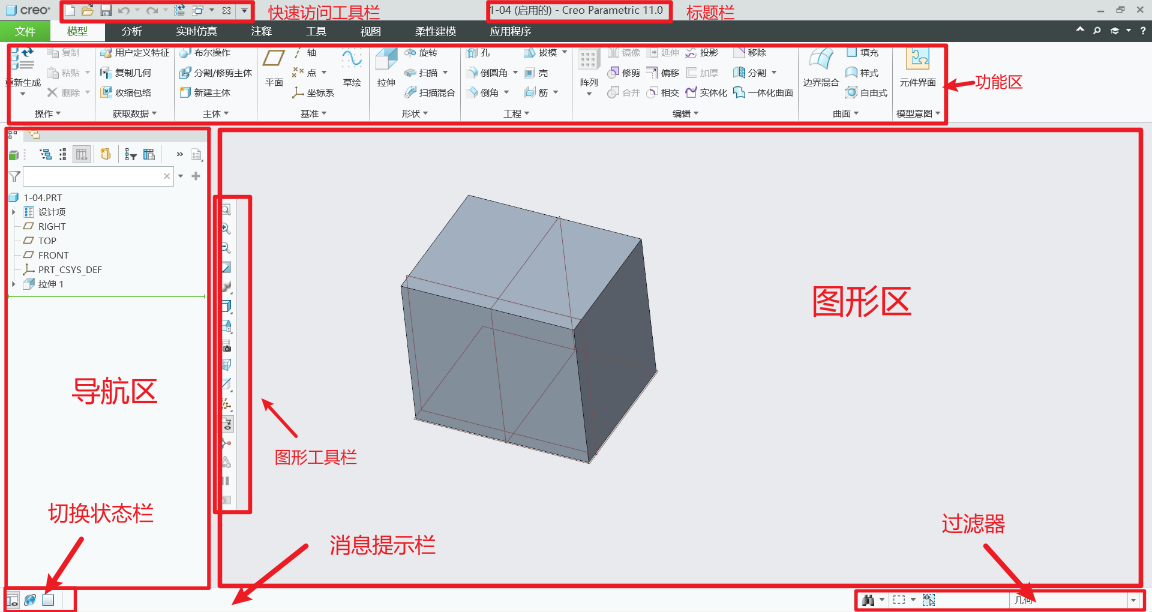 creo
快速访问工具栏
1-04 (启用的) - Creo Parametric 11.0
标题栏
文件 模型 分析 实时仿真 注释 工具 视图 柔性建模 应用程序
重新生成 复制 粘贴 删除
用户定义特征 复制几何 收缩包络
布尔操作 分割/修剪主体 新建主体
平面 轴 点 坐标系 草绘
拉伸 旋转 扫描 扫描混合
孔 倒圆角 倒角 拔模 壳 筋
阵列 镜像 修剪 合并 延伸 偏移 相交 投影 加厚 实体化 移除 分割 一体化曲面
边界混合 填充 样式 自由式
元件界面
操作 获取数据 主体 基准 形状 工程 编辑 曲面 模型意图
功能区
1-04.PRT
设计项
RIGHT
TOP
FRONT
PRT_CSYS_DEF
拉伸 1
导航区
图形区
图形工具栏
切换状态栏
消息提示栏
过滤器
几何